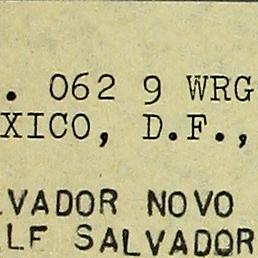 . 062 9 WRG
XICO, D.F.,
LVADOR NOVO
LF SALVADOR